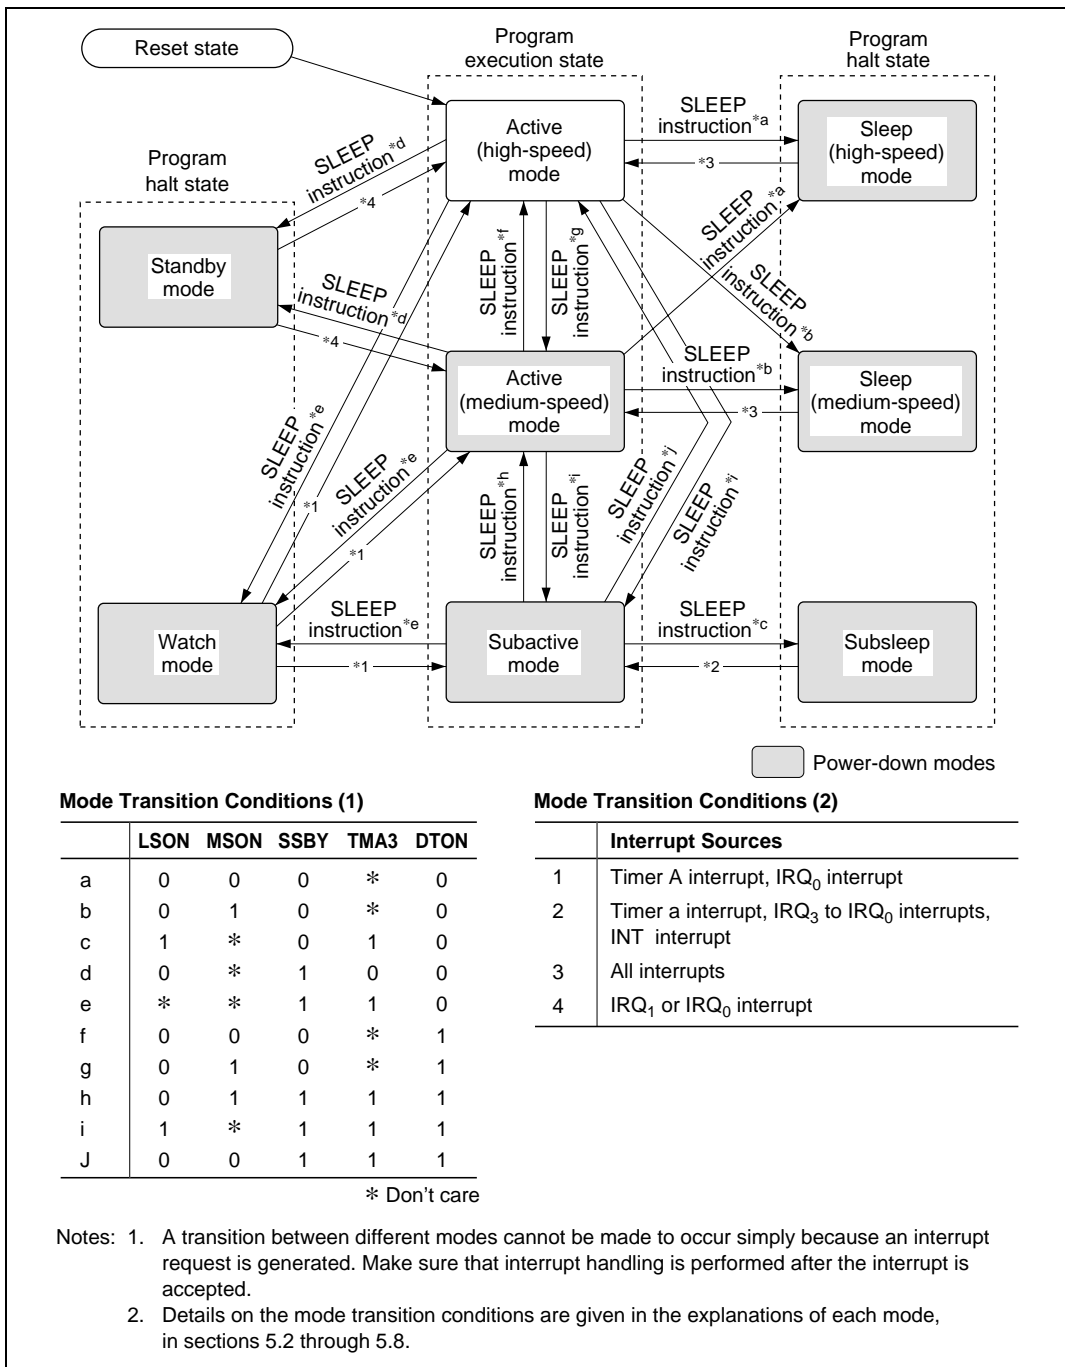 Reset state
Program
execution state
Program
halt state
Program
halt state
Active
(high-speed)
mode
SLEEP
instruction*a
*3
Sleep
(high-speed)
mode
SLEEP
instruction*d
*4
Standby
mode
SLEEP
instruction*d
*4
SLEEP
instruction*f
SLEEP
instruction*g
SLEEP
instruction*a
SLEEP
instruction*b
Active
(medium-speed)
mode
SLEEP
instruction*b
*3
Sleep
(medium-speed)
mode
SLEEP
instruction*e
*1
SLEEP
instruction*e
*1
SLEEP
instruction*h
SLEEP
instruction*i
SLEEP
instruction*j
SLEEP
instruction*i
Watch
mode
SLEEP
instruction*e
*1
Subactive
mode
SLEEP
instruction*c
*2
Subsleep
mode
Power-down modes
Mode Transition Conditions (1)
LSON MSON SSBY TMA3 DTON
a 0 0 0 * 0
b 0 1 0 * 0
c 1 * 0 1 0
d 0 * 1 0 0
e * * 1 1 0
f 0 0 0 * 1
g 0 1 0 * 1
h 0 1 1 1 1
i 1 * 1 1 1
J 0 0 1 1 1
* Don't care
Mode Transition Conditions (2)
Interrupt Sources
1 Timer A interrupt, IRQ0 interrupt
2 Timer a interrupt, IRQ3 to IRQ0 interrupts,
INT interrupt
3 All interrupts
4 IRQ1 or IRQ0 interrupt
Notes: 1. A transition between different modes cannot be made to occur simply because an interrupt
request is generated. Make sure that interrupt handling is performed after the interrupt is
accepted.
2. Details on the mode transition conditions are given in the explanations of each mode,
in sections 5.2 through 5.8.